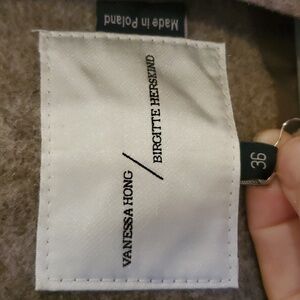 Made in Poland
VANESSA HONG
/
BIRGITTE HERSKIND
36